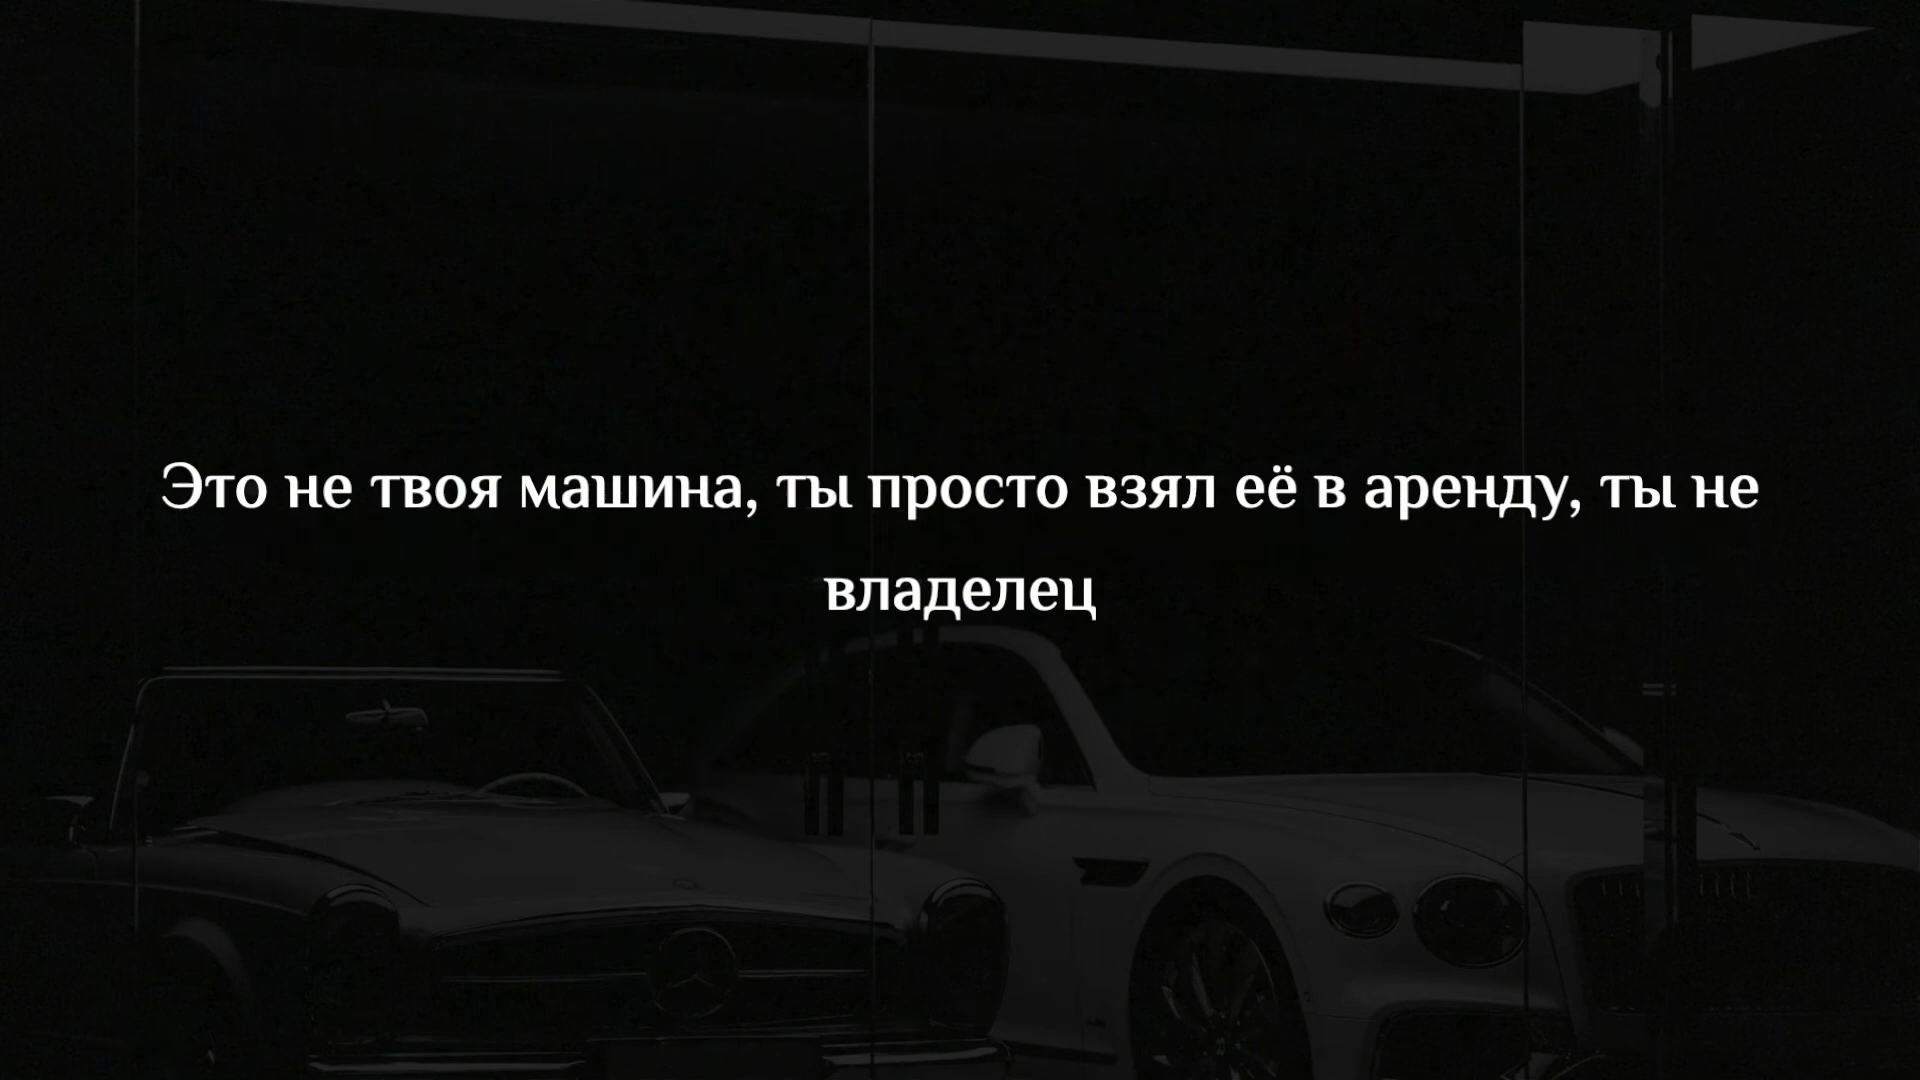 Это не твоя машина, ты просто взял её в аренду, ты не
владелец